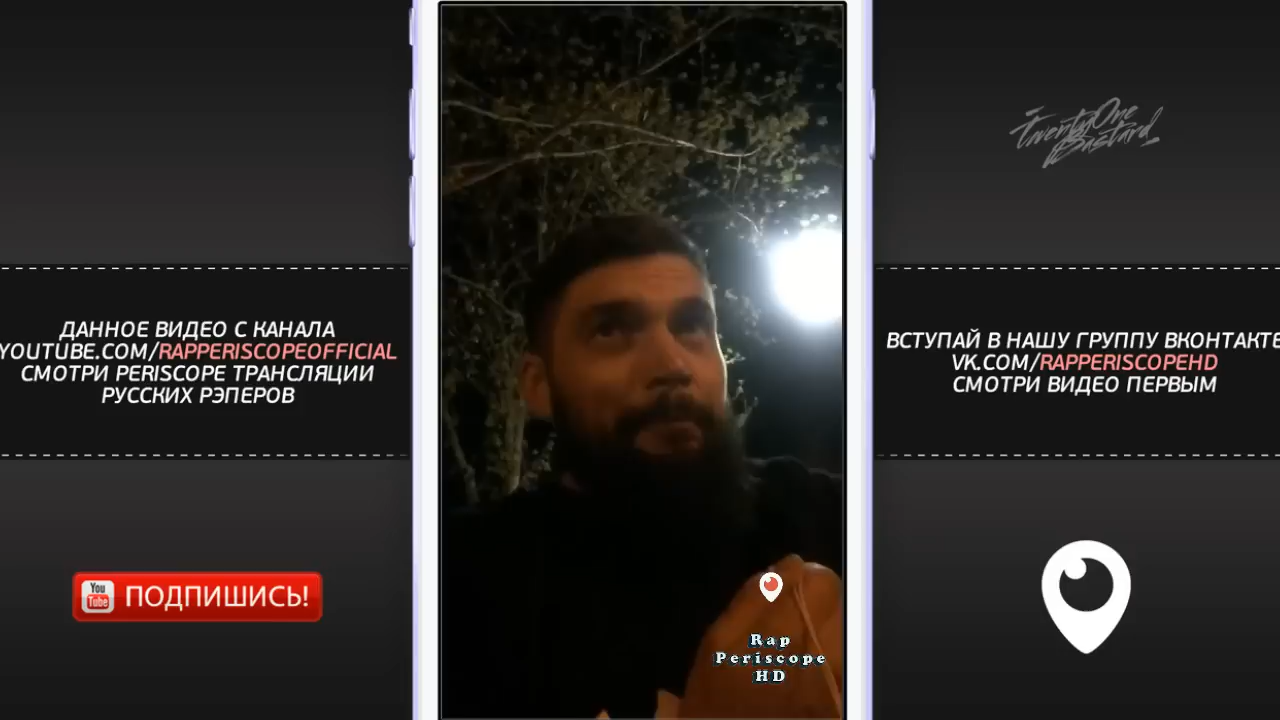 TwentyOne
Bastard
ДАННОЕ ВИДЕО С КАНАЛА
YOUTUBE.COM/RAPPERISCOPEOFFICIAL
СМОТРИ PERISCOPE ТРАНСЛЯЦИИ
РУССКИХ РЭПЕРОВ
ВСТУПАЙ В НАШУ ГРУППУ ВКОНТАКТЕ
VK.COM/RAPPERISCOPEHD
СМОТРИ ВИДЕО ПЕРВЫМ
You
Tube
ПОДПИШИСЬ!
Rap
Periscope
HD